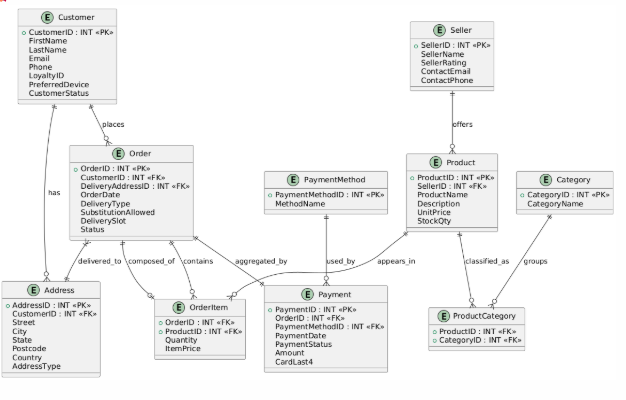 E Customer
CustomerID : INT «PK»
FirstName
LastName
Email
Phone
LoyaltyID
PreferredDevice
CustomerStatus
E Seller
SellerID : INT «PK»
SellerName
SellerRating
ContactEmail
ContactPhone
places
offers
E Order
OrderID : INT «PK»
CustomerID : INT «FK»
DeliveryAddressID : INT «FK»
OrderDate
DeliveryType
SubstitutionAllowed
DeliverySlot
Status
E PaymentMethod
PaymentMethodID : INT «PK»
MethodName
E Product
ProductID : INT «PK»
SellerID : INT «FK»
ProductName
Description
UnitPrice
StockQty
E Category
CategoryID : INT «PK»
CategoryName
has
delivered_to
composed_of
contains
aggregated_by
used_by
appears_in
classified_as
groups
E Address
AddressID : INT «PK»
CustomerID : INT «FK»
Street
City
State
Postcode
Country
AddressType
E OrderItem
OrderID : INT «FK»
ProductID : INT «FK»
Quantity
ItemPrice
E Payment
PaymentID : INT «PK»
OrderID : INT «FK»
PaymentMethodID : INT «FK»
PaymentDate
PaymentStatus
Amount
CardLast4
E ProductCategory
ProductID : INT «FK»
CategoryID : INT «FK»